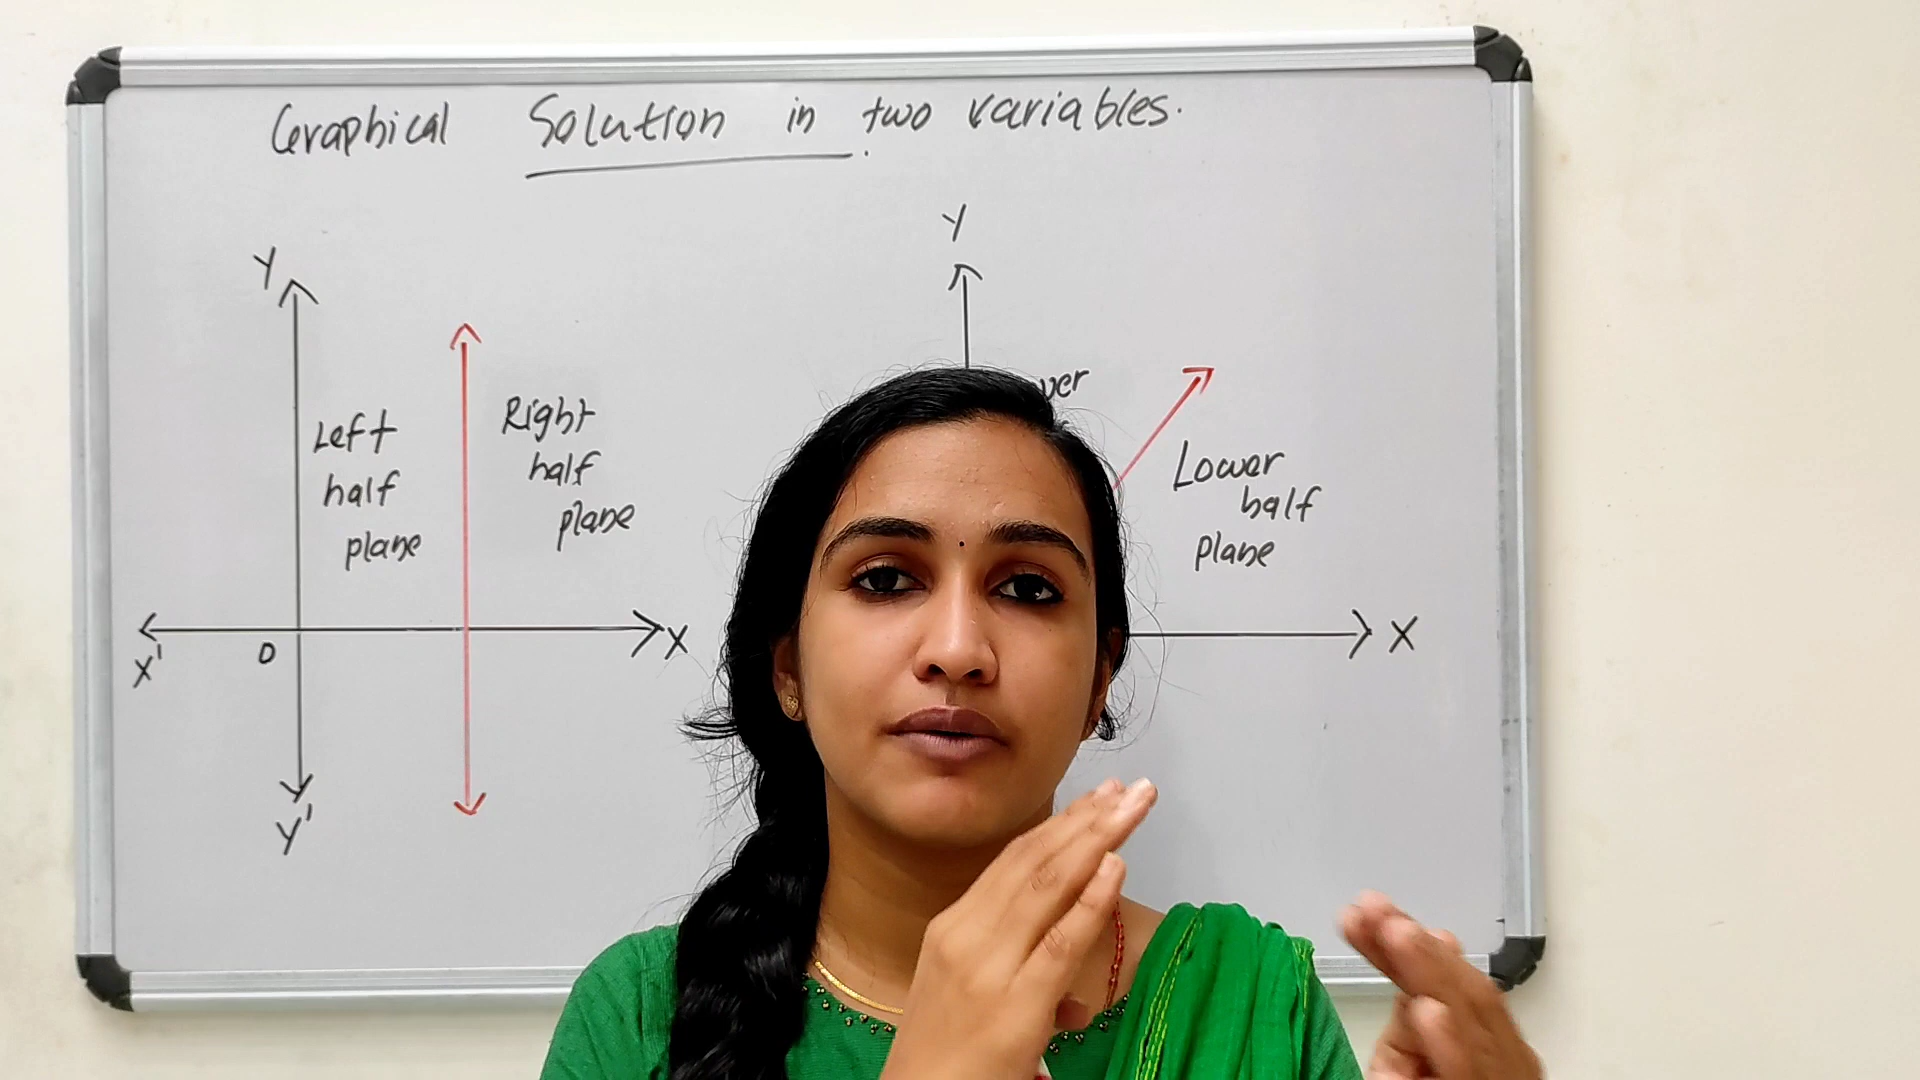 Graphical Solution in two variables.
Y
Left
half
plane
Right
half
plane
X'
O
X
Y'
Y
Lower
half
plane
X